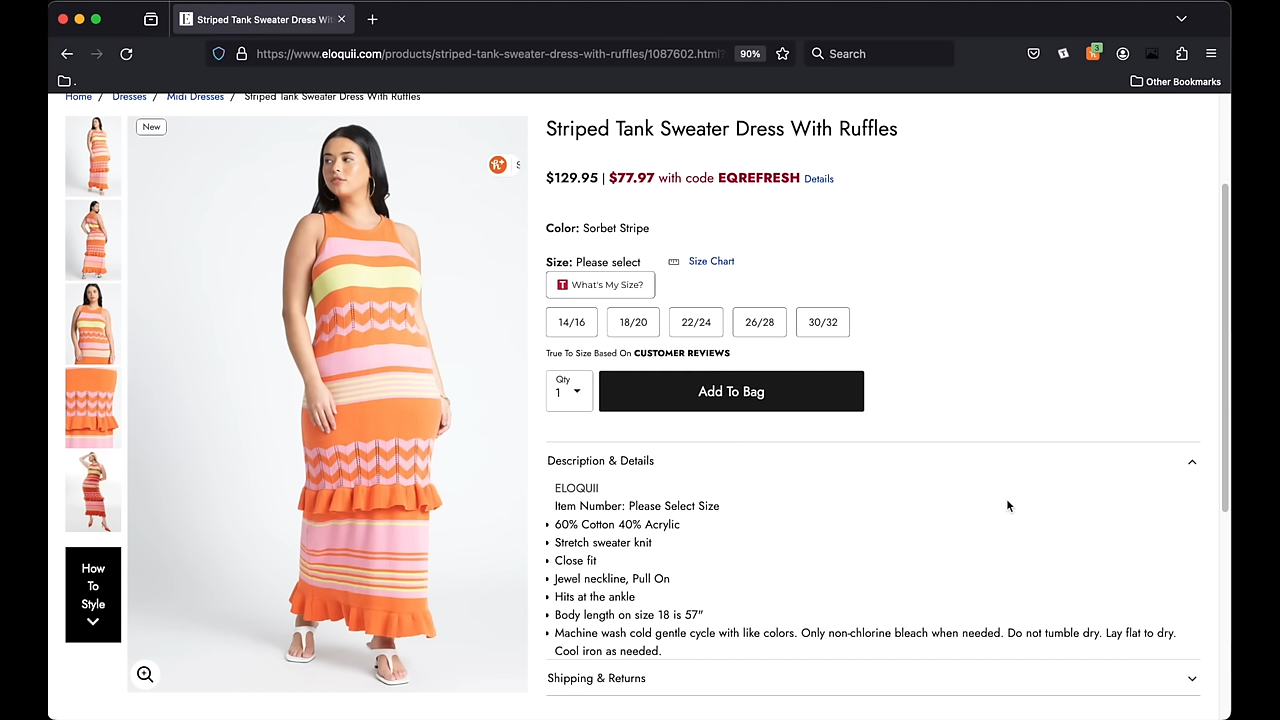 Striped Tank Sweater Dress Wit
https://www.eloquii.com/products/striped-tank-sweater-dress-with-ruffles/1087602.html?
90%
Search
3
.
Other Bookmarks
Home / Dresses / Midi Dresses / Striped Tank Sweater Dress With Ruffles
New
Striped Tank Sweater Dress With Ruffles
$129.95 | $77.97 with code EQREFRESH Details
Color: Sorbet Stripe
Size: Please select Size Chart
T What's My Size?
14/16 18/20 22/24 26/28 30/32
True To Size Based On CUSTOMER REVIEWS
Qty
1
Add To Bag
Description & Details
ELOQUII
Item Number: Please Select Size
60% Cotton 40% Acrylic
Stretch sweater knit
Close fit
Jewel neckline, Pull On
Hits at the ankle
Body length on size 18 is 57"
Machine wash cold gentle cycle with like colors. Only non-chlorine bleach when needed. Do not tumble dry. Lay flat to dry.
Cool iron as needed.
Shipping & Returns
How
To
Style